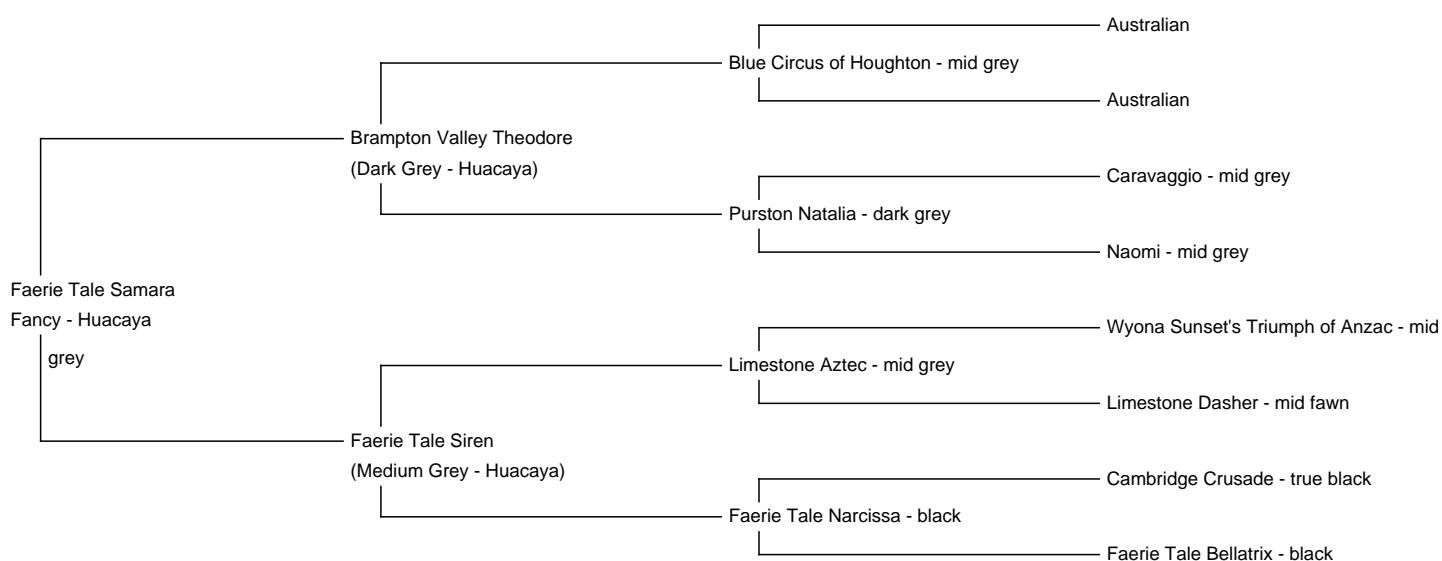 Australian
Blue Circus of Houghton - mid grey
Australian
Brampton Valley Theodore
(Dark Grey - Huacaya)
Caravaggio - mid grey
Purston Natalia - dark grey
Naomi - mid grey
Faerie Tale Samara
Fancy - Huacaya
grey
Wyona Sunset's Triumph of Anzac - mid
Limestone Aztec - mid grey
Limestone Dasher - mid fawn
Faerie Tale Siren
(Medium Grey - Huacaya)
Cambridge Crusade - true black
Faerie Tale Narcissa - black
Faerie Tale Bellatrix - black